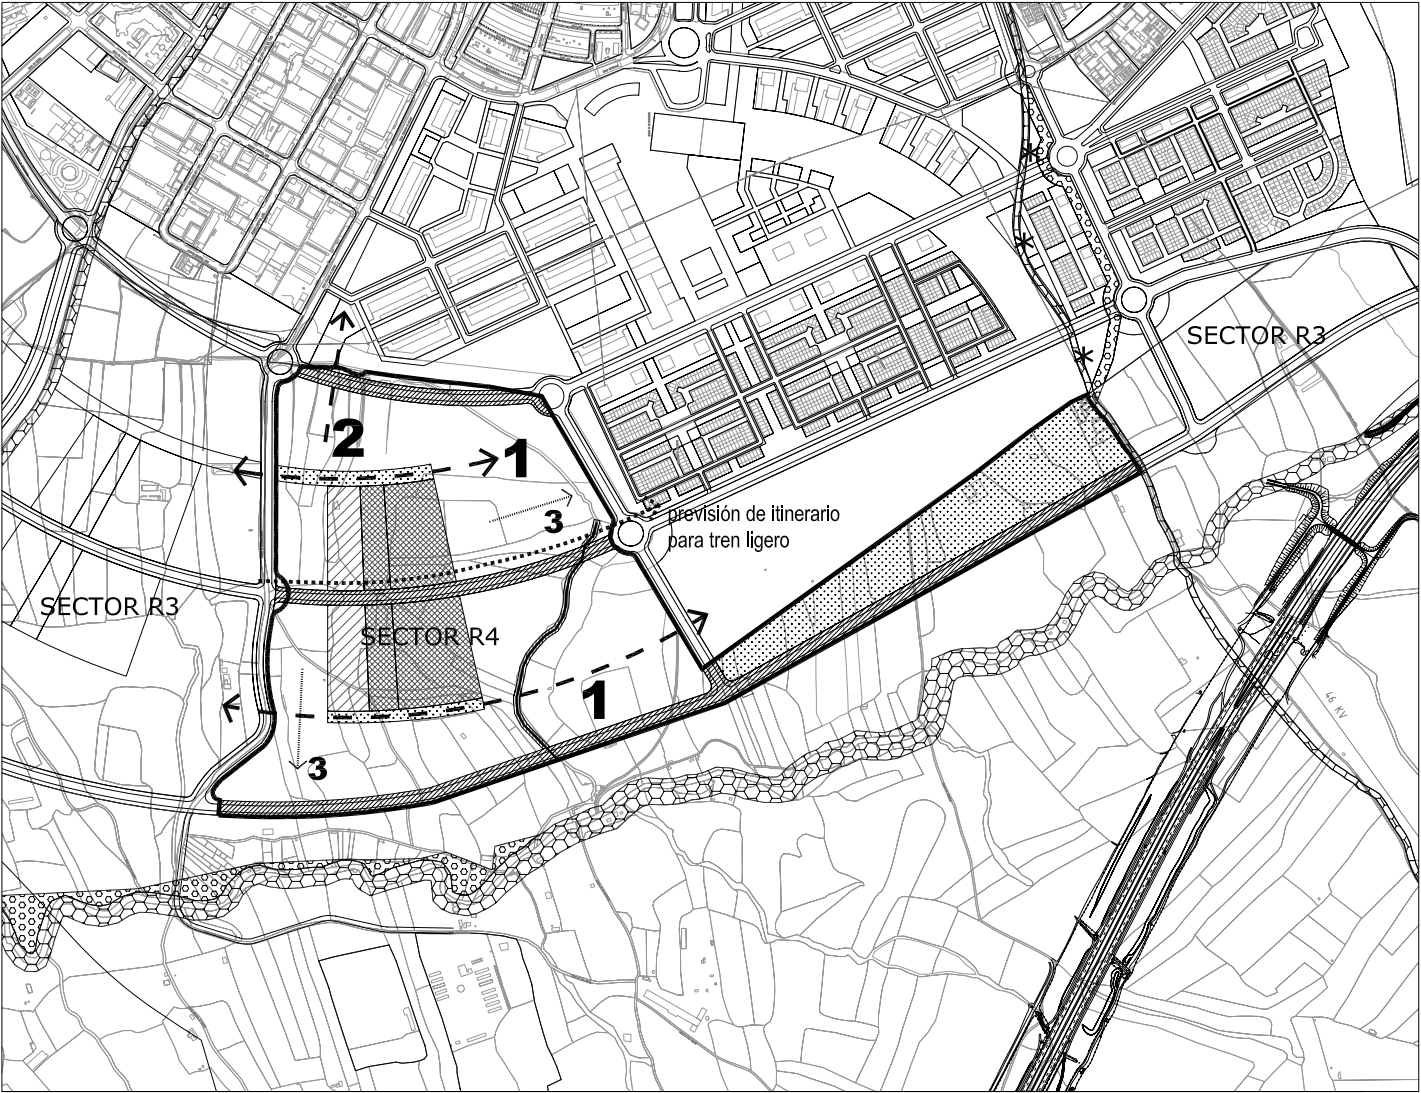 SECTOR R3
2
1
3
previsión de itinerario
para tren ligero
SECTOR R3
SECTOR R4
1
3
46 KV